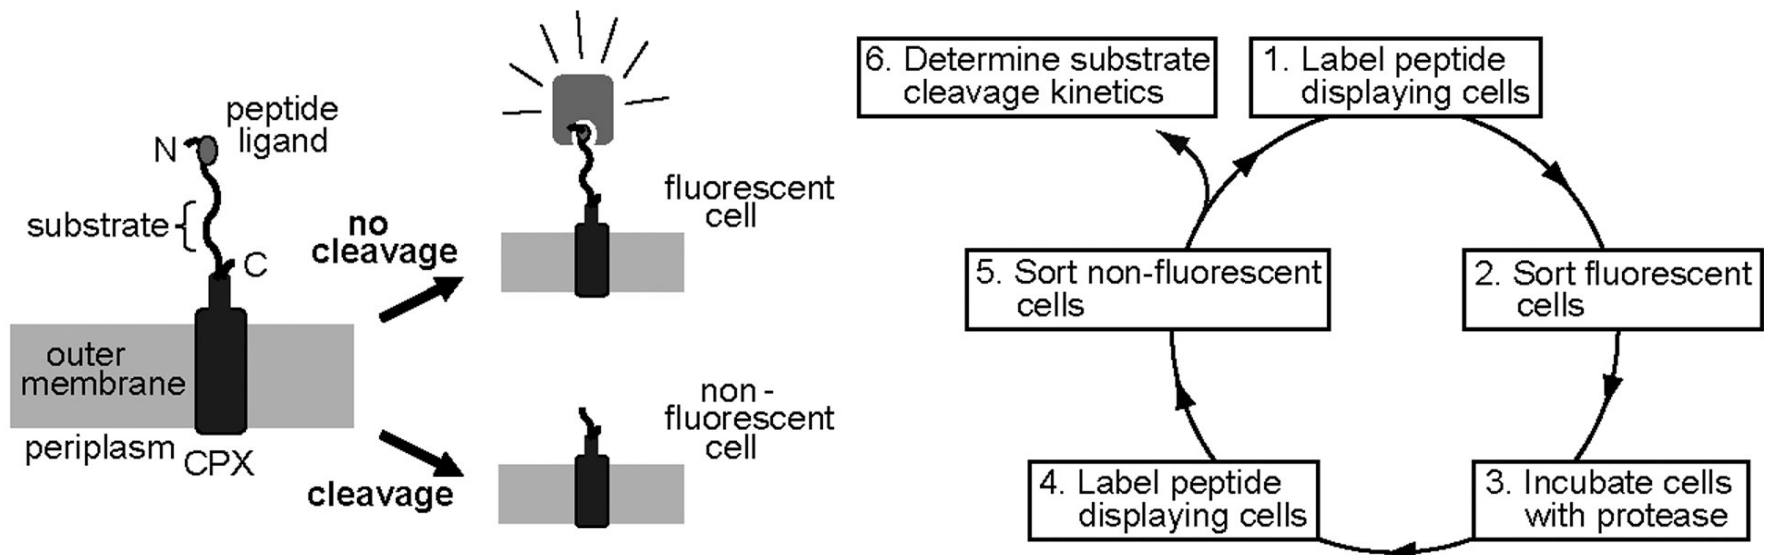 peptide
ligand
N
substrate
C
outer
membrane
periplasm
CPX
no
cleavage
cleavage
fluorescent
cell
non -
fluorescent
cell
1. Label peptide
displaying cells
2. Sort fluorescent
cells
3. Incubate cells
with protease
4. Label peptide
displaying cells
5. Sort non-fluorescent
cells
6. Determine substrate
cleavage kinetics